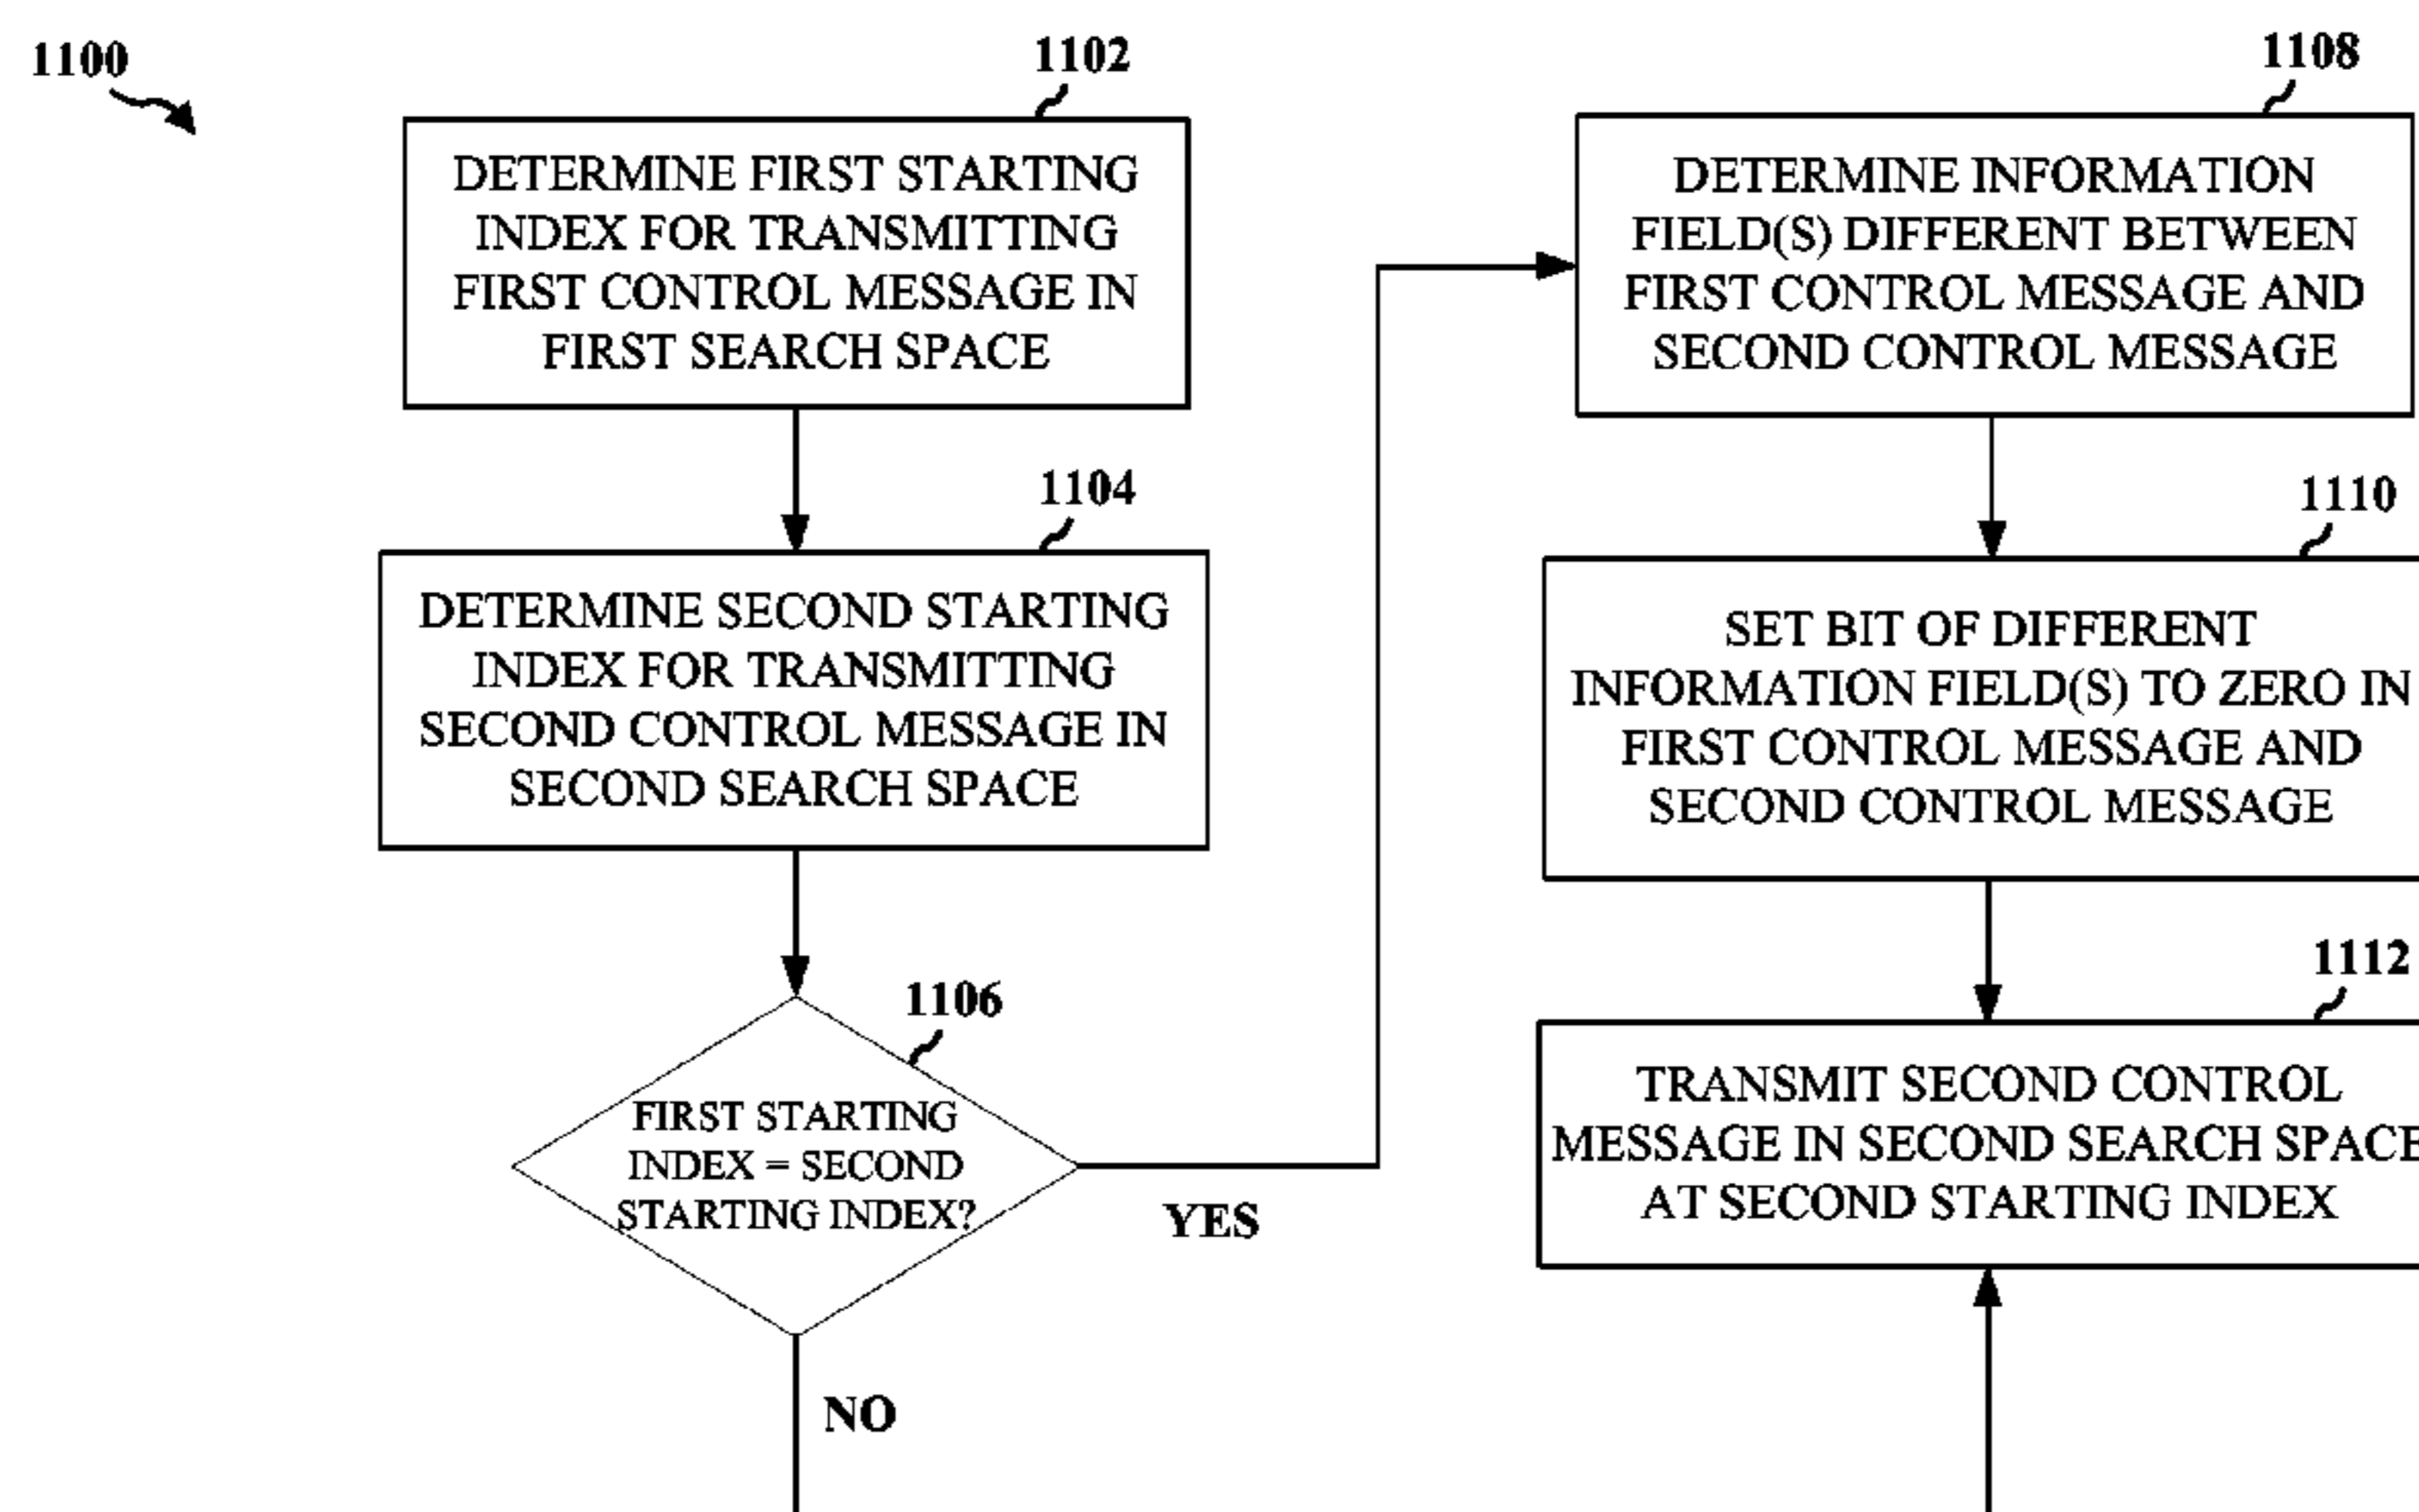 1100
1102
DETERMINE FIRST STARTING
INDEX FOR TRANSMITTING
FIRST CONTROL MESSAGE IN
FIRST SEARCH SPACE
1104
DETERMINE SECOND STARTING
INDEX FOR TRANSMITTING
SECOND CONTROL MESSAGE IN
SECOND SEARCH SPACE
1106
FIRST STARTING
INDEX = SECOND
STARTING INDEX?
YES
NO
1108
DETERMINE INFORMATION
FIELD(S) DIFFERENT BETWEEN
FIRST CONTROL MESSAGE AND
SECOND CONTROL MESSAGE
1110
SET BIT OF DIFFERENT
INFORMATION FIELD(S) TO ZERO IN
FIRST CONTROL MESSAGE AND
SECOND CONTROL MESSAGE
1112
TRANSMIT SECOND CONTROL
MESSAGE IN SECOND SEARCH SPACE
AT SECOND STARTING INDEX